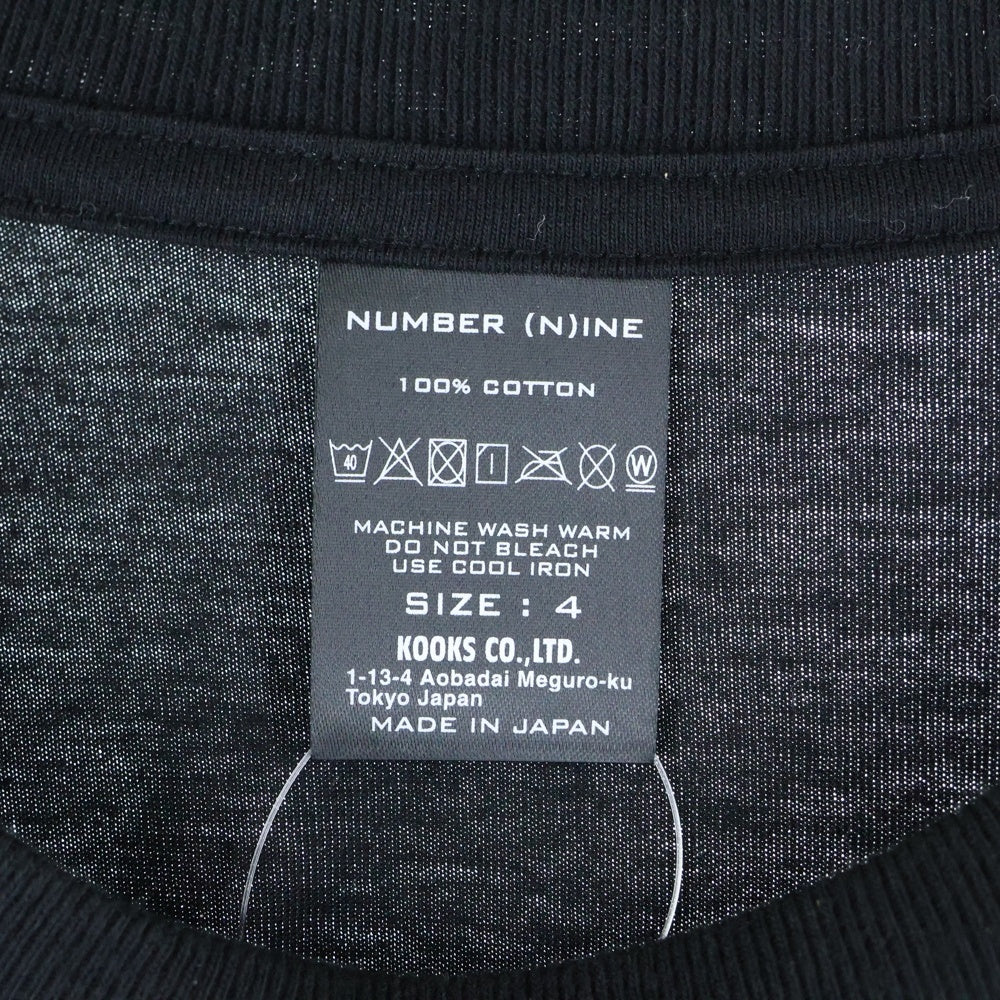 NUMBER (N)INE
100% COTTON
40 W
MACHINE WASH WARM
DO NOT BLEACH
USE COOL IRON
SIZE : 4
KOOKS CO.,LTD.
1-13-4 Aobadai Meguro-ku
Tokyo Japan
MADE IN JAPAN